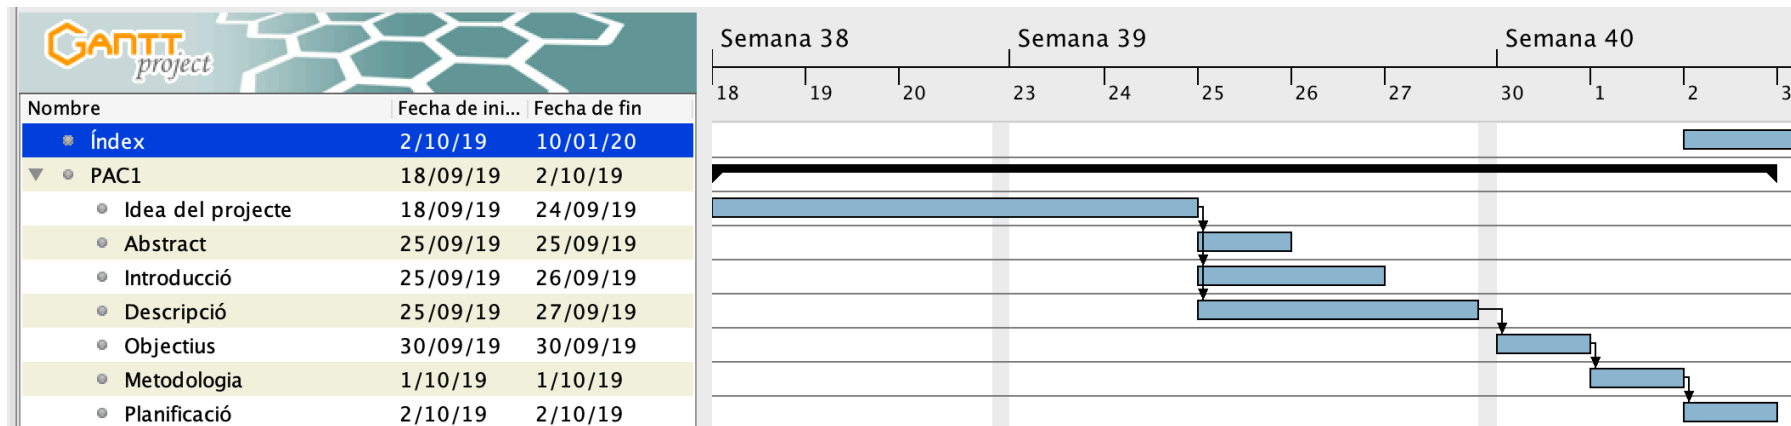 GANTT
project
Semana 38 Semana 39 Semana 40
18 19 20 23 24 25 26 27 30 1 2 3
Nombre Fecha de ini... Fecha de fin
Índex 2/10/19 10/01/20
PAC1 18/09/19 2/10/19
Idea del projecte 18/09/19 24/09/19
Abstract 25/09/19 25/09/19
Introducció 25/09/19 26/09/19
Descripció 25/09/19 27/09/19
Objectius 30/09/19 30/09/19
Metodologia 1/10/19 1/10/19
Planificació 2/10/19 2/10/19